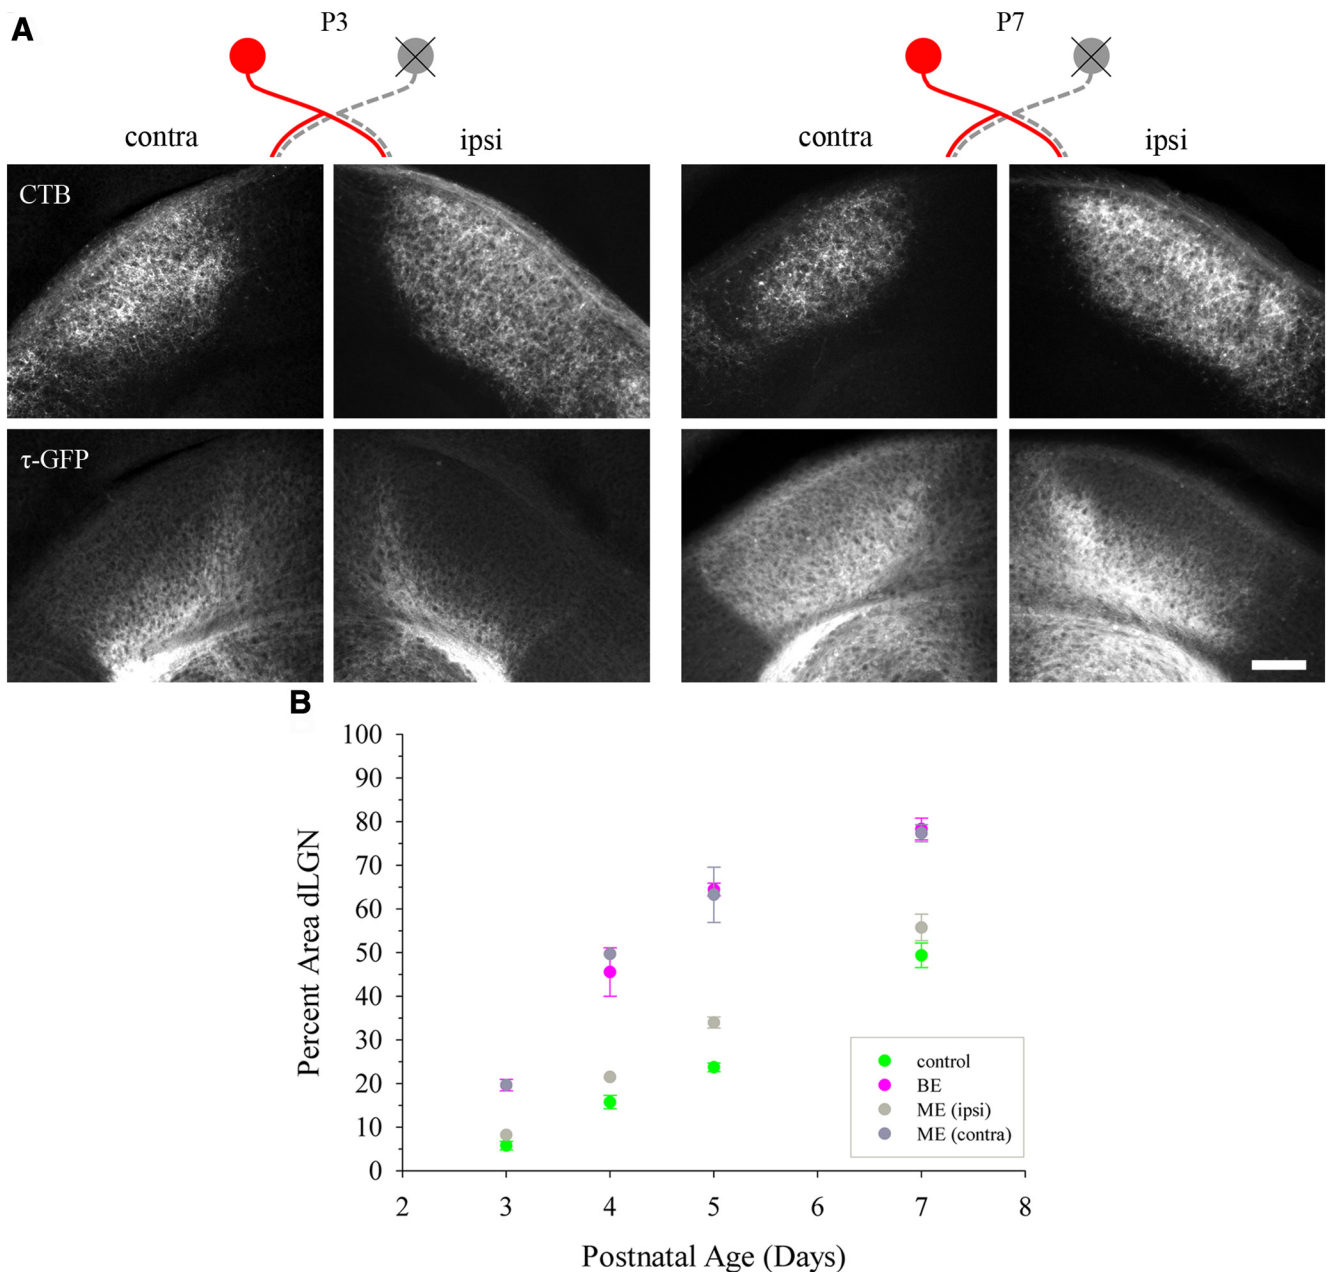 A
P3
P7
contra
ipsi
contra
ipsi
CTB
τ-GFP
B
100
90
80
70
60
50
40
30
20
10
0
Percent Area dLGN
control
BE
ME (ipsi)
ME (contra)
2 3 4 5 6 7 8
Postnatal Age (Days)